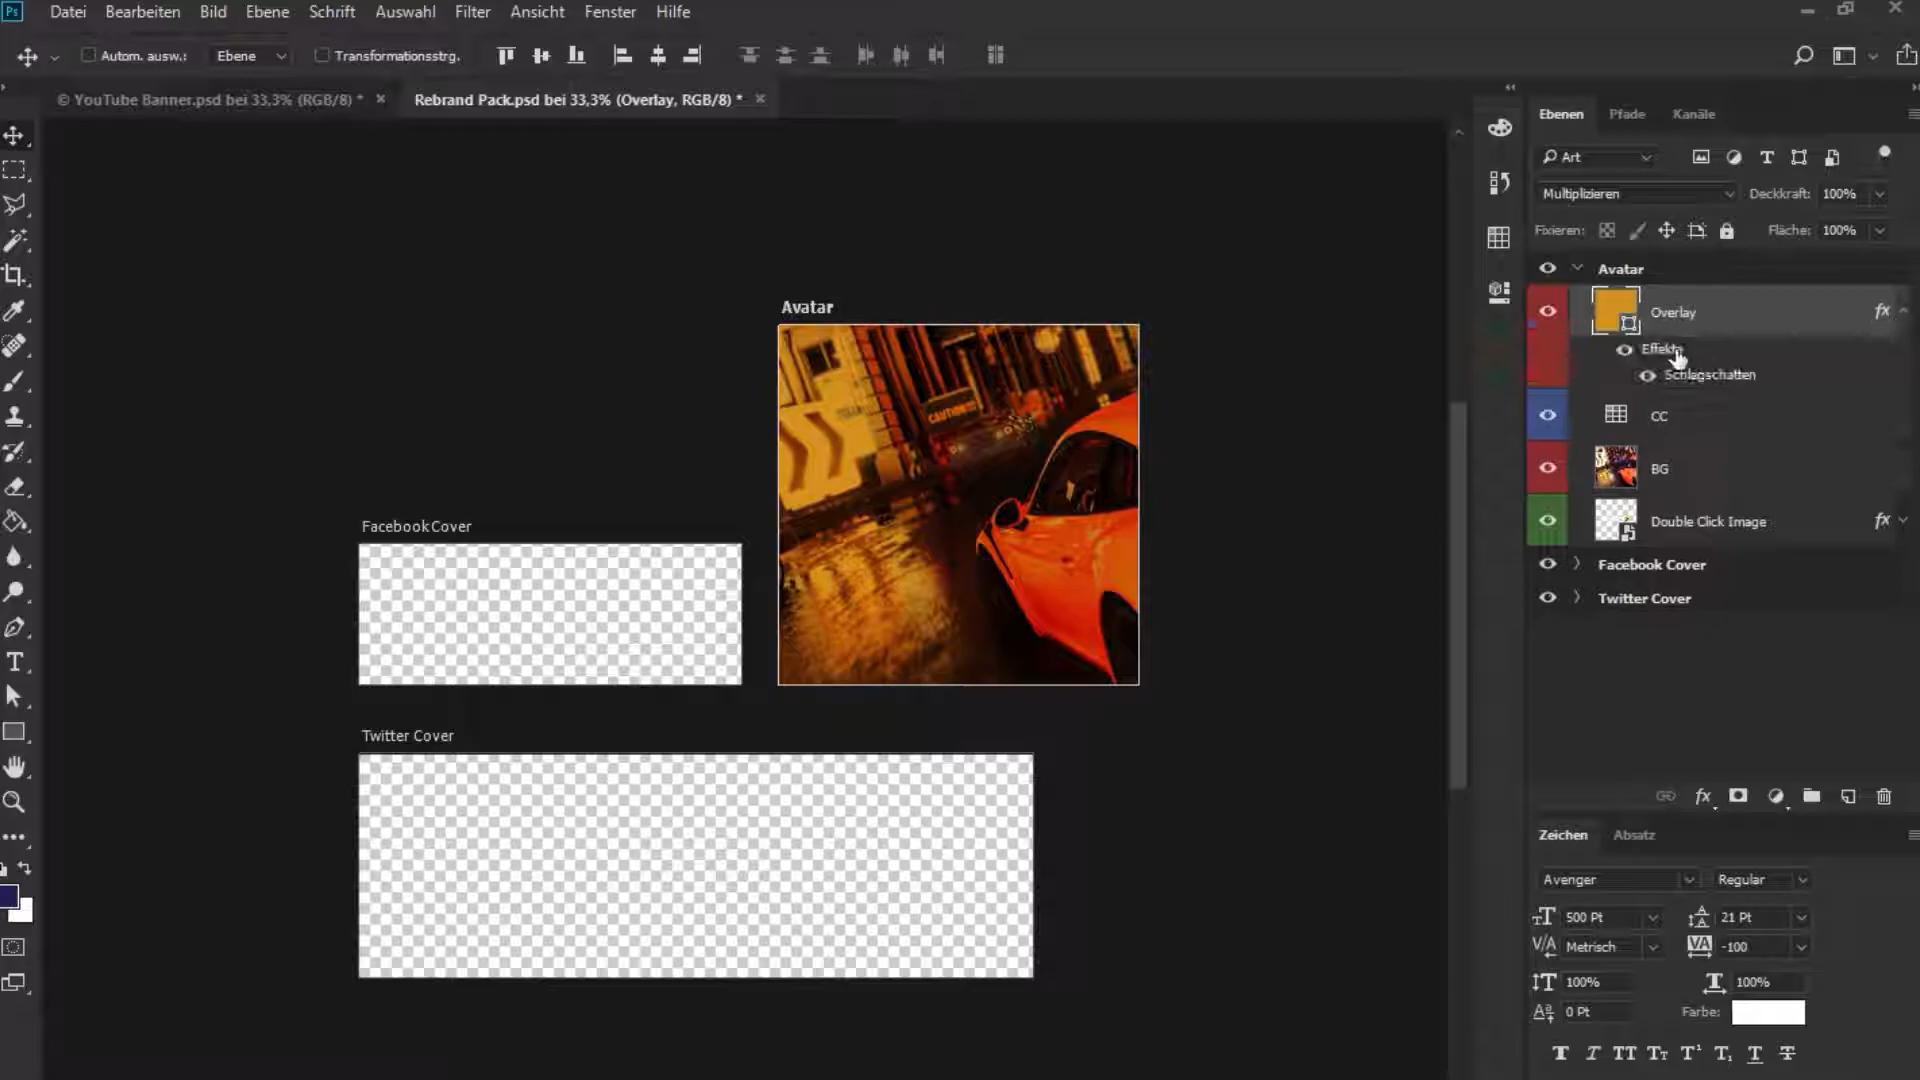 Ps Datei Bearbeiten Bild Ebene Schrift Auswahl Filter Ansicht Fenster Hilfe
Autom. ausw.: Ebene Transformationsstrg.
© YouTube Banner.psd bei 33,3% (RGB/8) * × Rebrand Pack.psd bei 33,3% (Overlay, RGB/8) * ×
Ebenen Pfade Kanäle
Art
Multiplizieren Deckkraft: 100%
Fixieren: Fläche: 100%
Avatar
Overlay fx
Effekte
Schlagschatten
CC
BG
Double Click Image fx
Facebook Cover
Twitter Cover
Avatar
CAUTION
Facebook Cover
Twitter Cover
fx
Zeichen Absatz
Avenger Regular
500 Pt 21 Pt
Metrisch -100
100% 100%
0 Pt Farbe: